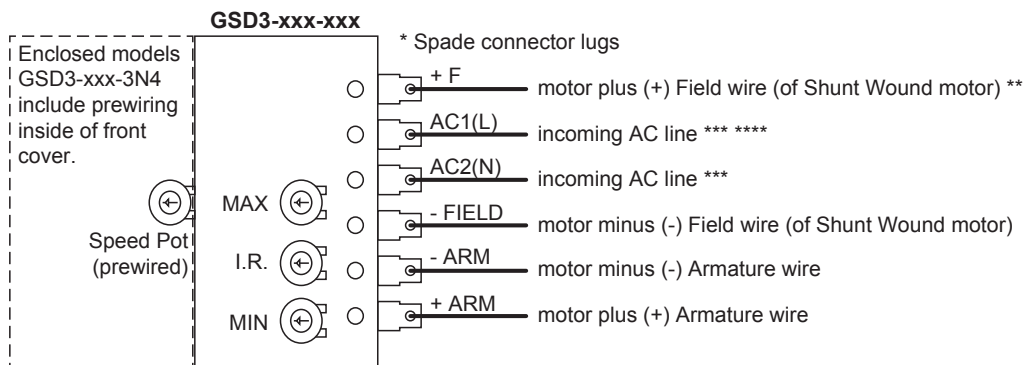 GSD3-xxx-xxx
Enclosed models
GSD3-xxx-3N4
include prewiring
inside of front
cover.
Speed Pot
(prewired)
MAX
I.R.
MIN
* Spade connector lugs
+ F
motor plus (+) Field wire (of Shunt Wound motor) **
AC1(L)
incoming AC line *** ****
AC2(N)
incoming AC line ***
- FIELD
motor minus (-) Field wire (of Shunt Wound motor)
- ARM
motor minus (-) Armature wire
+ ARM
motor plus (+) Armature wire